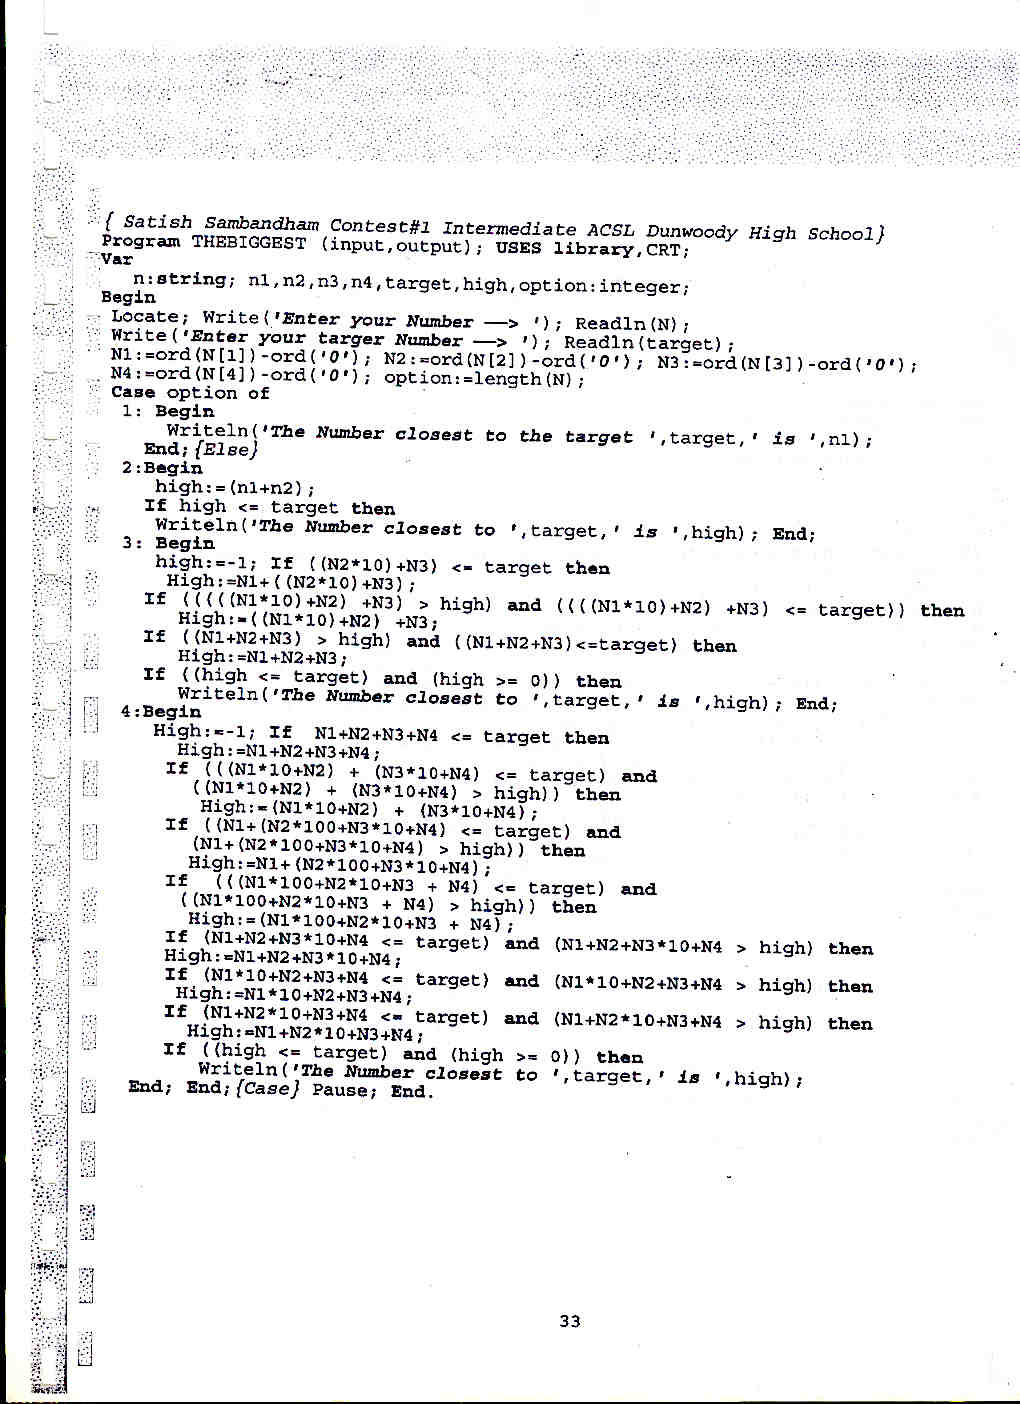 { Satish Sambandham Contest#1 Intermediate ACSL Dunwoody High School}
Program THEBIGGEST (input,output); USES library,CRT;
Var
n:string; n1,n2,n3,n4,target,high,option:integer;
Begin
Locate; Write('Enter your Number —> '); Readln(N);
Write('Enter your targer Number —> '); Readln(target);
N1:=ord(N[1])-ord('0'); N2:=ord(N[2])-ord('0'); N3:=ord(N[3])-ord('0');
N4:=ord(N[4])-ord('0'); option:=length(N);
Case option of
1: Begin
Writeln('The Number closest to the target ',target,' is ',n1);
End;{Else}
2:Begin
high:=(n1+n2);
If high <= target then
Writeln('The Number closest to ',target,' is ',high); End;
3: Begin
high:=-1; If ((N2*10)+N3) <= target then
High:=N1+((N2*10)+N3);
If (((((N1*10)+N2) +N3) > high) and ((((N1*10)+N2) +N3) <= target)) then
High:=((N1*10)+N2) +N3;
If ((N1+N2+N3) > high) and ((N1+N2+N3)<=target) then
High:=N1+N2+N3;
If ((high <= target) and (high >= 0)) then
Writeln('The Number closest to ',target,' is ',high); End;
4:Begin
High:=-1; If N1+N2+N3+N4 <= target then
High:=N1+N2+N3+N4;
If (((N1*10+N2) + (N3*10+N4) <= target) and
((N1*10+N2) + (N3*10+N4) > high)) then
High:=(N1*10+N2) + (N3*10+N4);
If ((N1+(N2*100+N3*10+N4) <= target) and
(N1+(N2*100+N3*10+N4) > high)) then
High:=N1+(N2*100+N3*10+N4);
If (((N1*100+N2*10+N3 + N4) <= target) and
((N1*100+N2*10+N3 + N4) > high)) then
High:=(N1*100+N2*10+N3 + N4);
If (N1+N2+N3*10+N4 <= target) and (N1+N2+N3*10+N4 > high) then
High:=N1+N2+N3*10+N4;
If (N1*10+N2+N3+N4 <= target) and (N1*10+N2+N3+N4 > high) then
High:=N1*10+N2+N3+N4;
If (N1+N2*10+N3+N4 <= target) and (N1+N2*10+N3+N4 > high) then
High:=N1+N2*10+N3+N4;
If ((high <= target) and (high >= 0)) then
Writeln('The Number closest to ',target,' is ',high);
End; End;{Case} Pause; End.
33